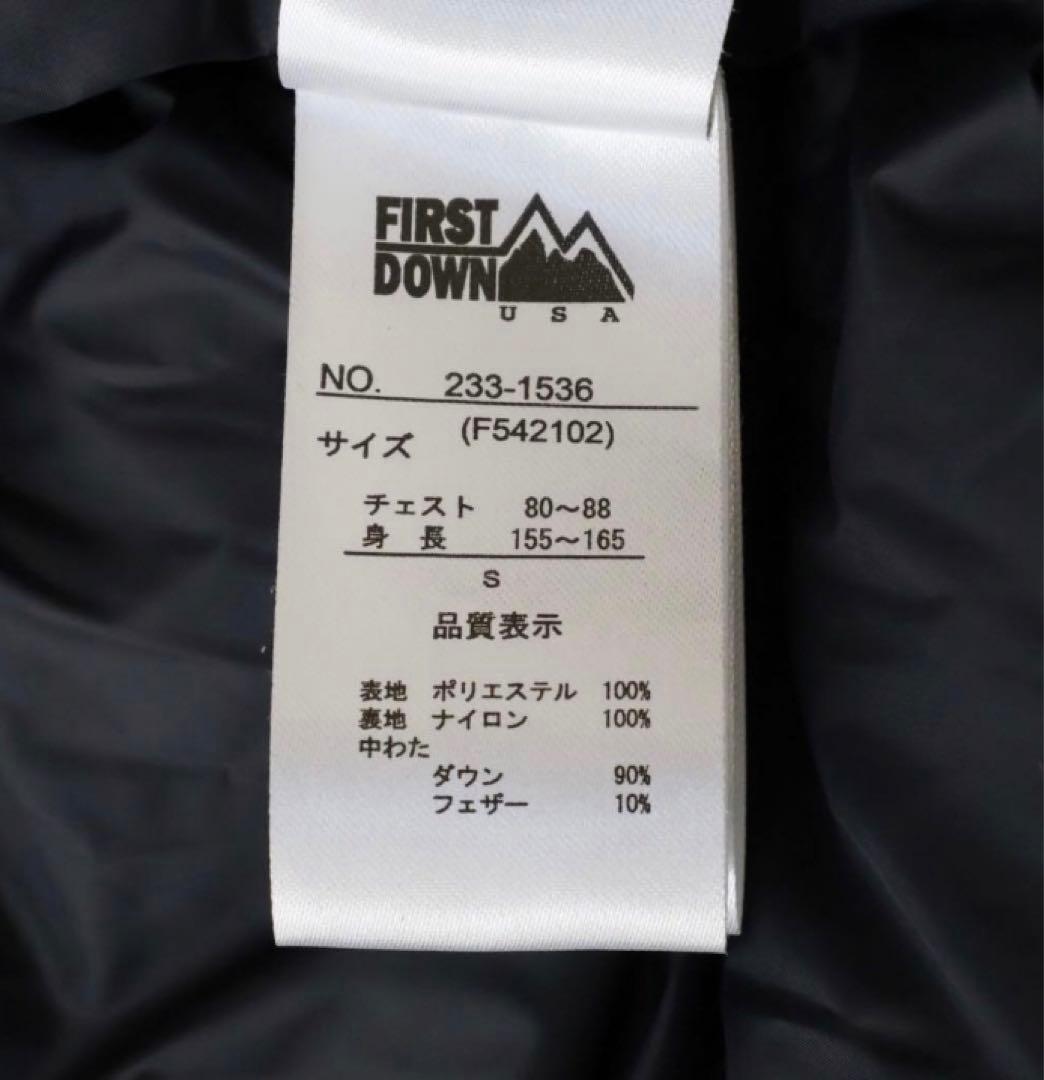 FIRST
DOWN
USA
NO. 233-1536
(F542102)
サイズ
チェスト 80～88
身長 155～165
S
品質表示
表地 ポリエステル 100%
裏地 ナイロン 100%
中わた
ダウン 90%
フェザー 10%